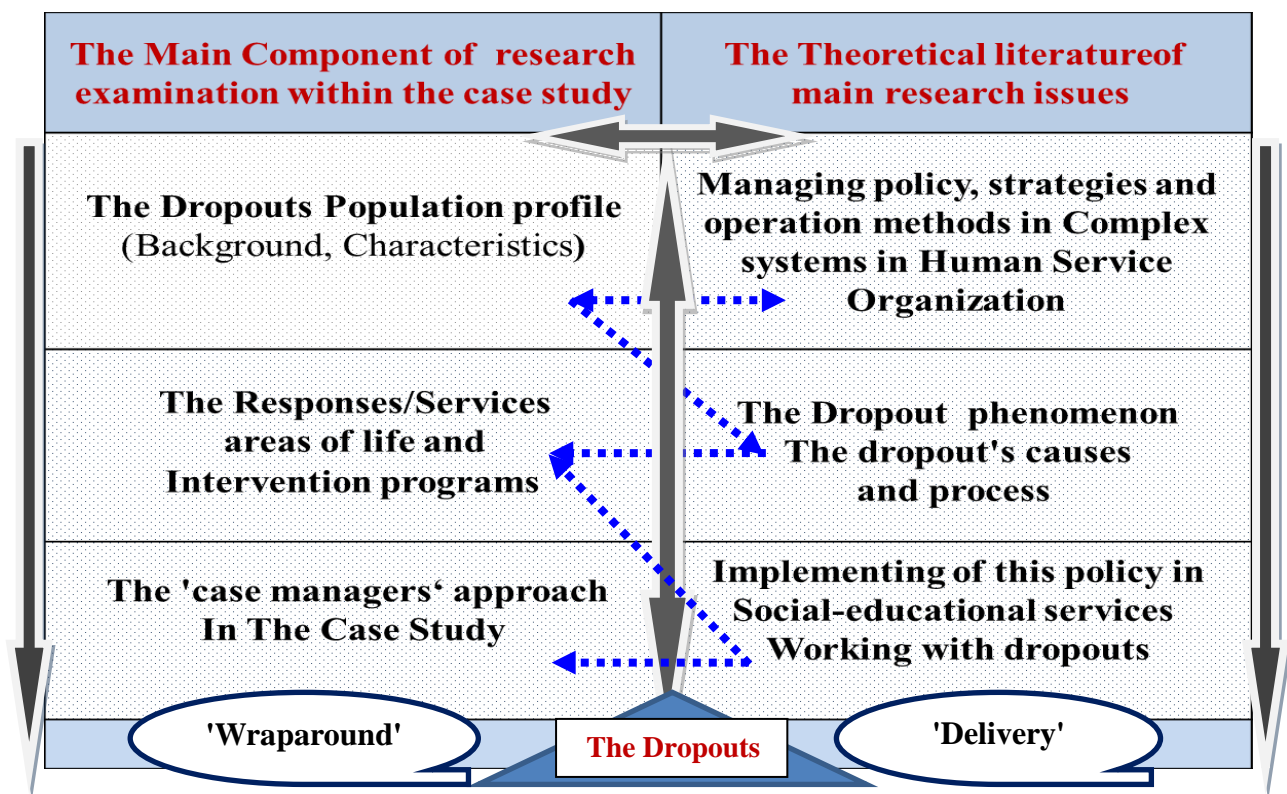 The Main Component of research
examination within the case study
The Theoretical literatureof
main research issues
The Dropouts Population profile
(Background, Characteristics)
Managing policy, strategies and
operation methods in Complex
systems in Human Service
Organization
The Responses/Services
areas of life and
Intervention programs
The Dropout phenomenon
The dropout's causes
and process
The 'case managers‘ approach
In The Case Study
Implementing of this policy in
Social-educational services
Working with dropouts
'Wraparound'
The Dropouts
'Delivery'